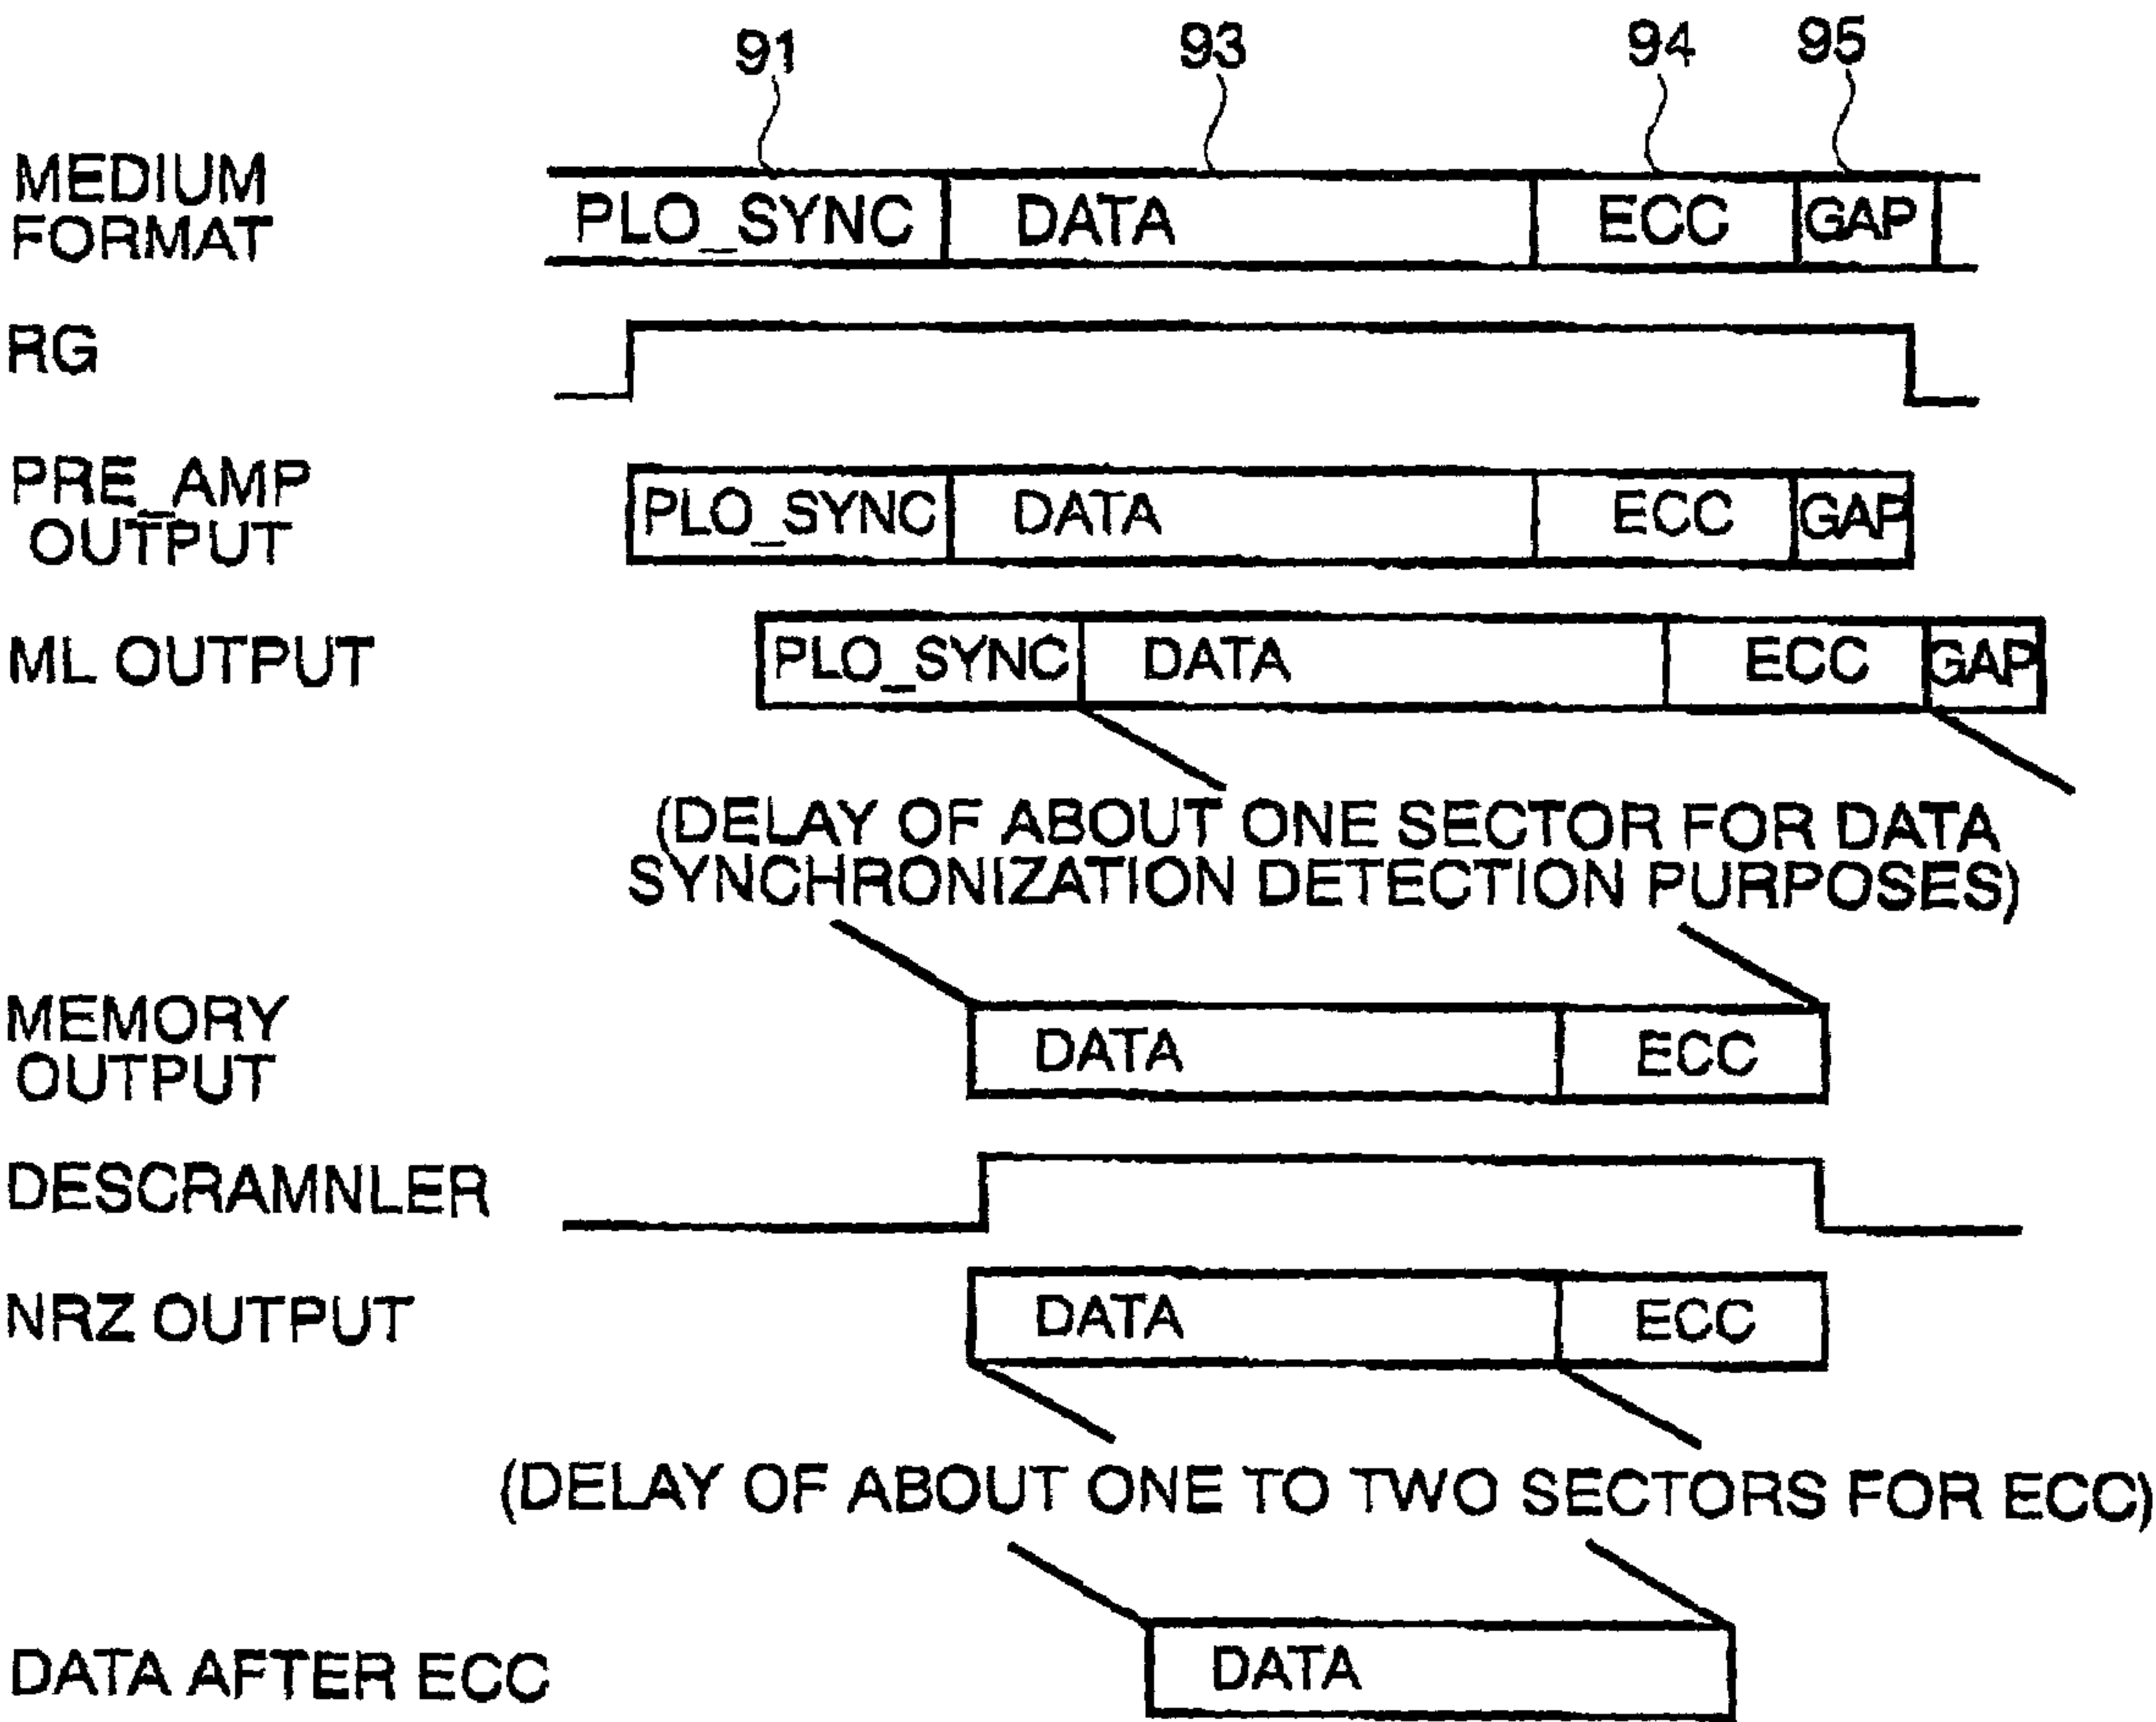 91 93 94 95
MEDIUM
FORMAT
PLO_SYNC DATA ECC GAP
RG
PRE_AMP
OUTPUT
PLO_SYNC DATA ECC GAP
ML OUTPUT
PLO_SYNC DATA ECC GAP
(DELAY OF ABOUT ONE SECTOR FOR DATA
SYNCHRONIZATION DETECTION PURPOSES)
MEMORY
OUTPUT
DATA ECC
DESCRAMNLER
NRZ OUTPUT
DATA ECC
(DELAY OF ABOUT ONE TO TWO SECTORS FOR ECC)
DATA AFTER ECC
DATA